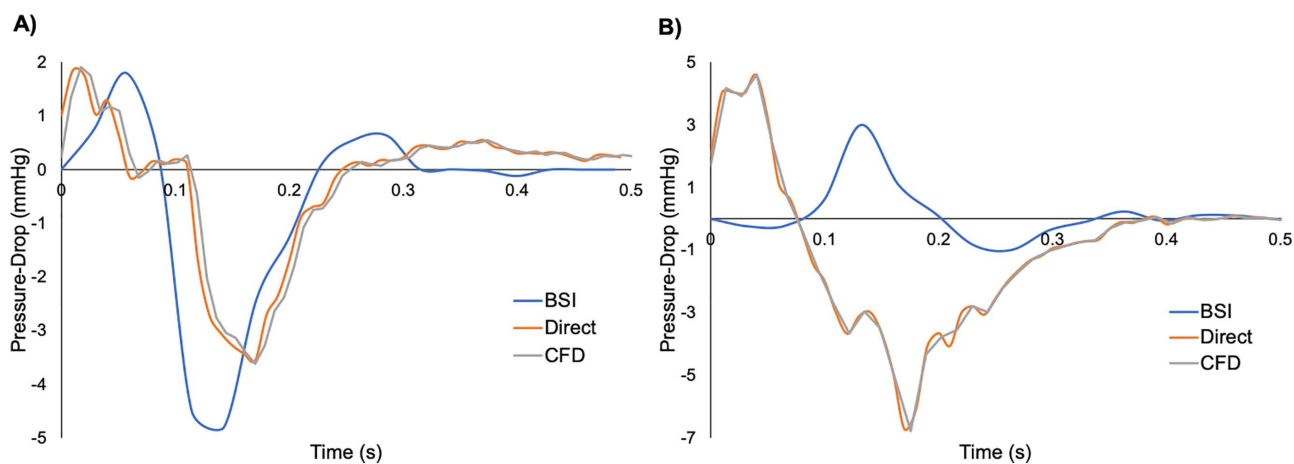 A)
2
1
0
-1
-2
-3
-4
-5
0
0.1
0.2
0.3
0.4
0.5
Pressure-Drop (mmHg)
Time (s)
BSI
Direct
CFD
B)
5
3
1
-1
-3
-5
-7
0
0.1
0.2
0.3
0.4
0.5
Pressure-Drop (mmHg)
Time (s)
BSI
Direct
CFD